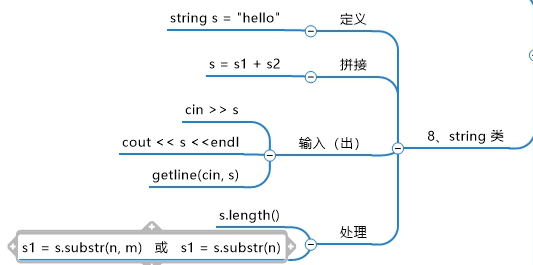 string s = "hello"
定义
s = s1 + s2
拼接
cin >> s
cout << s <<endl
输入（出）
getline(cin, s)
8、string 类
s.length()
处理
s1 = s.substr(n, m) 或 s1 = s.substr(n)